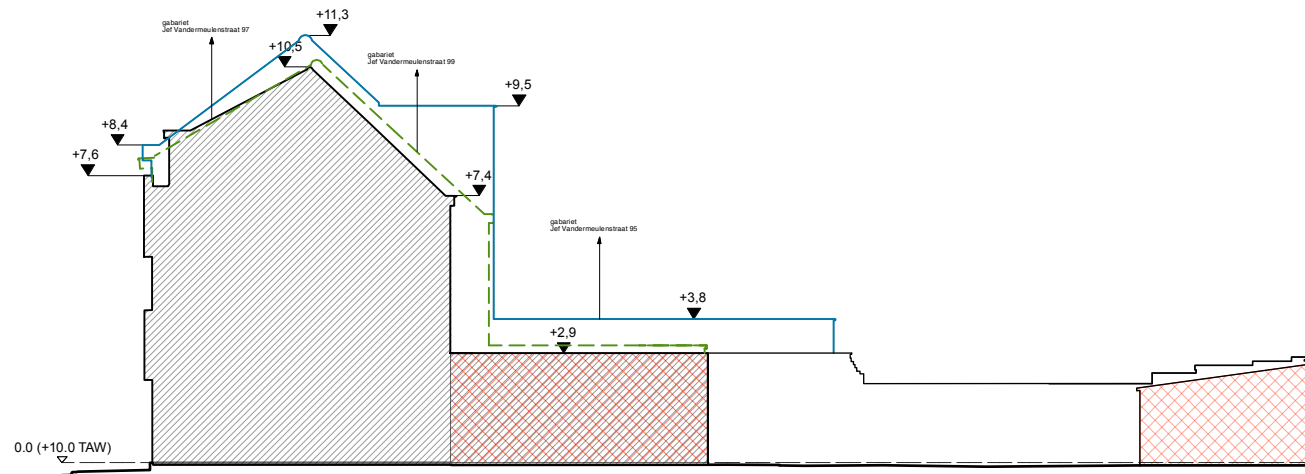 gabariet
Jef Vandermeulenstraat 97
+11,3
+10,5
gabariet
Jef Vandermeulenstraat 99
+9,5
+8,4
+7,6
+7,4
gabariet
Jef Vandermeulenstraat 95
+3,8
+2,9
0.0 (+10.0 TAW)